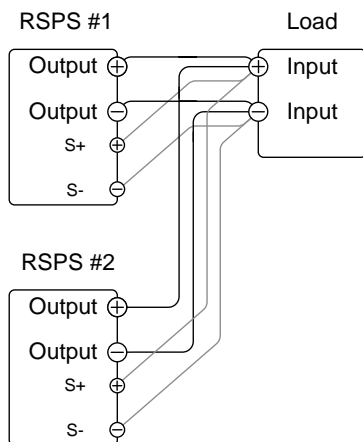 RSPS #1
Output
Output
S+
S-
Load
Input
Input
RSPS #2
Output
Output
S+
S-